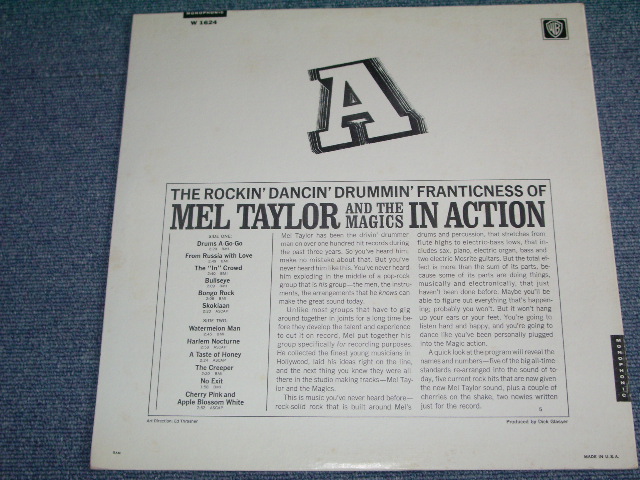 MONOPHONIC
W 1624
WB
A
THE ROCKIN' DANCIN' DRUMMIN' FRANTICNESS OF
MEL TAYLOR AND THE MAGICS IN ACTION
SIDE ONE:
Drums A-Go-Go
From Russia with Love
The "In" Crowd
Bullseye
Bongo Rock
Skokiaan
SIDE TWO:
Watermelon Man
Harlem Nocturne
A Taste of Honey
The Creeper
No Exit
Cherry Pink and
Apple Blossom White
Mel Taylor has been the drivin' drummer
man on over one hundred hit records during
the past three years. So you've heard him,
make no mistake about that. But you've
never heard him like this. You've never heard
him exploding in the middle of a pop-rock
group that is his group—the men, the instru-
ments, the arrangements that he knows can
make the great sound today.
Unlike most groups that have to gig
around together in joints for a long time be-
fore they develop the talent and experience
to cut it on record, Mel put together his
group specifically for recording purposes.
He collected the finest young musicians in
Hollywood, laid his ideas right on the line,
and the next thing you knew they were all
there in the studio making tracks—Mel Tay-
lor and the Magics.
This is music you've never heard before—
rock-solid rock that is built around Mel's
drums and percussion, that stretches from
flute highs to electric-bass lows, that in-
cludes sax, piano, electric organ, bass and
two electric Mosrite guitars. But the total ef-
fect is more than the sum of its parts, be-
cause some of its parts are doing things,
musically and electronically, that just
haven't been done before. Maybe you'll be
able to figure out everything that's happen-
ing; probably you won't. But it won't hang
up your ears or your feet. You're going to
listen hard and happy, and you're going to
dance like you've been personally plugged
into the Magic action.
A quick look at the program will reveal the
names and numbers—five of the big all-time
standards re-arranged into the sound of to-
day, five current rock hits that are now given
the new Mel Taylor sound, plus a couple of
cherries on the shake, two newies written
just for the record.
Art Direction: Ed Thrasher
Produced by Dick Glasser
MONOPHONIC
MADE IN U.S.A.